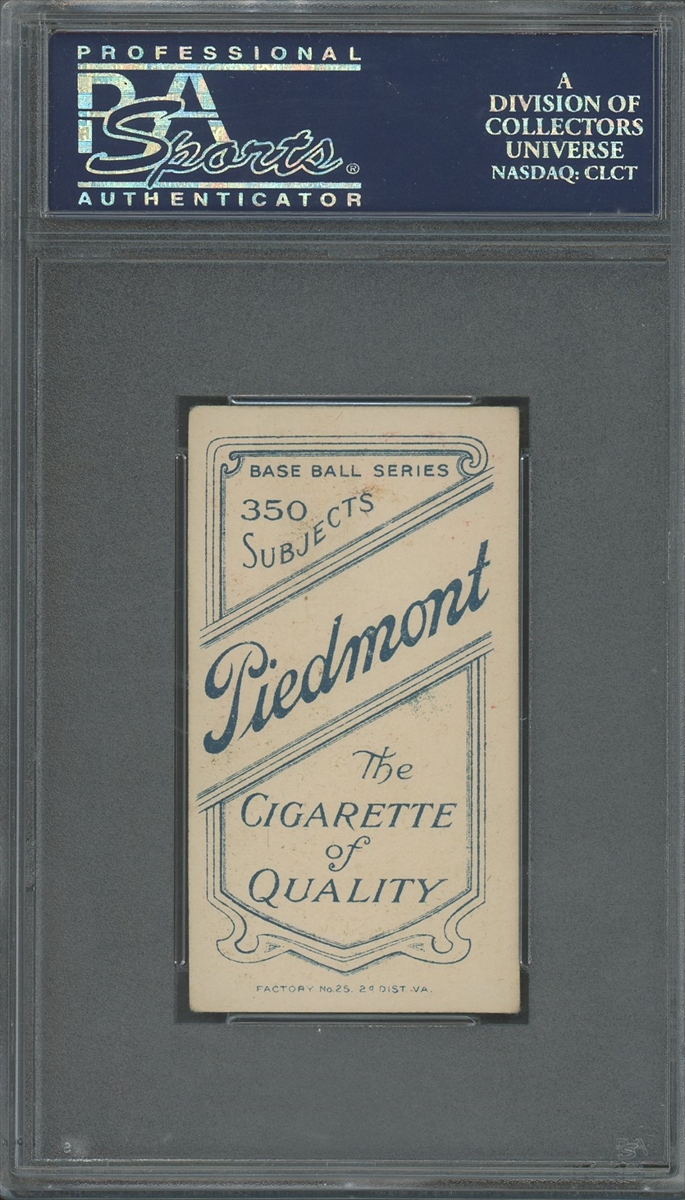 PROFESSIONAL
PSA
Sports®
AUTHENTICATOR
A
DIVISION OF
COLLECTORS
UNIVERSE
NASDAQ: CLCT
BASE BALL SERIES
350
SUBJECTS
Piedmont
The
CIGARETTE
of
QUALITY
FACTORY No. 25, 2d DIST. VA.